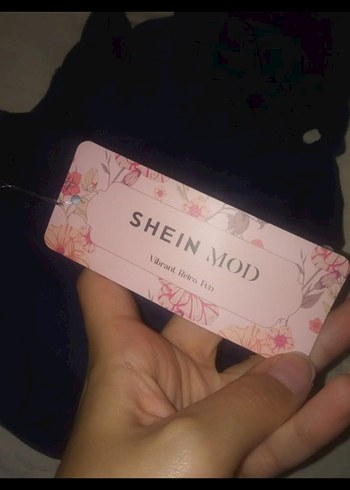 SHEIN MOD
Vibrant Retro Fun